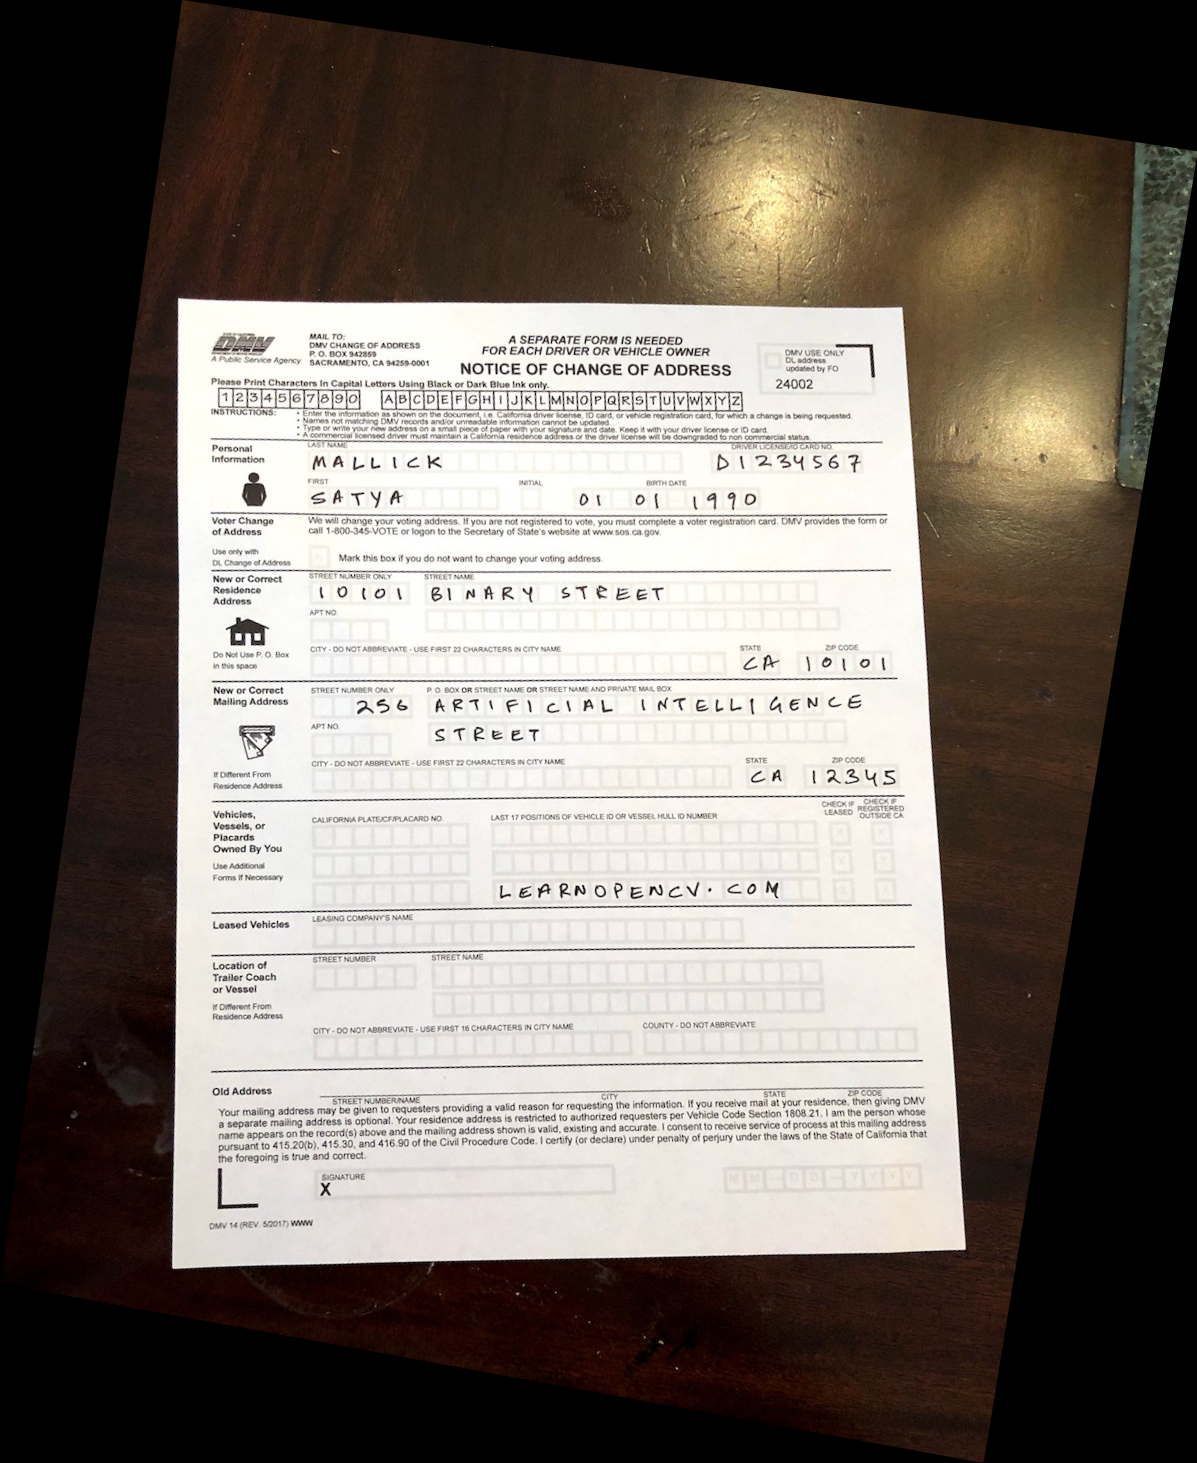 DMV
A Public Service Agency
MAIL TO:
DMV CHANGE OF ADDRESS
P. O. BOX 942859
SACRAMENTO, CA 94259-0001
A SEPARATE FORM IS NEEDED
FOR EACH DRIVER OR VEHICLE OWNER
NOTICE OF CHANGE OF ADDRESS
DMV USE ONLY
DL address
updated by FO
24002
Please Print Characters In Capital Letters Using Black or Dark Blue Ink only.
1234567890 ABCDEFGHIJKLMNOPQRSTUVWXYZ
INSTRUCTIONS:
• Enter the information as shown on the document, i.e. California driver license, ID card, or vehicle registration card, for which a change is being requested.
• Names not matching DMV records and/or unreadable information cannot be updated.
• Type or write your new address on a small piece of paper with your signature and date. Keep it with your driver license or ID card.
• A commercial licensed driver must maintain a California residence address or the driver license will be downgraded to non commercial status.
Personal
Information
LAST NAME DRIVER LICENSE/ID CARD NO.
MALLICK D1234567
FIRST INITIAL BIRTH DATE
SATYA 01 01 1990
Voter Change
of Address
We will change your voting address. If you are not registered to vote, you must complete a voter registration card. DMV provides the form or
call 1-800-345-VOTE or logon to the Secretary of State's website at www.sos.ca.gov.
Use only with
DL Change of Address
Mark this box if you do not want to change your voting address.
New or Correct
Residence
Address
STREET NUMBER ONLY STREET NAME
10101 BINARY STREET
APT NO.
Do Not Use P. O. Box
in this space
CITY - DO NOT ABBREVIATE - USE FIRST 22 CHARACTERS IN CITY NAME STATE ZIP CODE
CA 10101
New or Correct
Mailing Address
STREET NUMBER ONLY P. O. BOX OR STREET NAME OR STREET NAME AND PRIVATE MAIL BOX
256 ARTIFICIAL INTELLIGENCE
APT NO.
STREET
If Different From
Residence Address
CITY - DO NOT ABBREVIATE - USE FIRST 22 CHARACTERS IN CITY NAME STATE ZIP CODE
CA 12345
Vehicles,
Vessels, or
Placards
Owned By You
Use Additional
Forms If Necessary
CALIFORNIA PLATE/CF/PLACARD NO. LAST 17 POSITIONS OF VEHICLE ID OR VESSEL HULL ID NUMBER
CHECK IF
LEASED
CHECK IF
REGISTERED
OUTSIDE CA
X X
X X
X X
LEARNOPENCV.COM
Leased Vehicles
LEASING COMPANY'S NAME
Location of
Trailer Coach
or Vessel
If Different From
Residence Address
STREET NUMBER STREET NAME
CITY - DO NOT ABBREVIATE - USE FIRST 16 CHARACTERS IN CITY NAME COUNTY - DO NOT ABBREVIATE
Old Address
STREET NUMBER/NAME CITY STATE ZIP CODE
Your mailing address may be given to requesters providing a valid reason for requesting the information. If you receive mail at your residence, then giving DMV
a separate mailing address is optional. Your residence address is restricted to authorized requesters per Vehicle Code Section 1808.21. I am the person whose
name appears on the record(s) above and the mailing address shown is valid, existing and accurate. I consent to receive service of process at this mailing address
pursuant to 415.20(b), 415.30, and 416.90 of the Civil Procedure Code. I certify (or declare) under penalty of perjury under the laws of the State of California that
the foregoing is true and correct.
SIGNATURE
X
MM-DD-YYYY
DMV 14 (REV. 5/2017) WWW